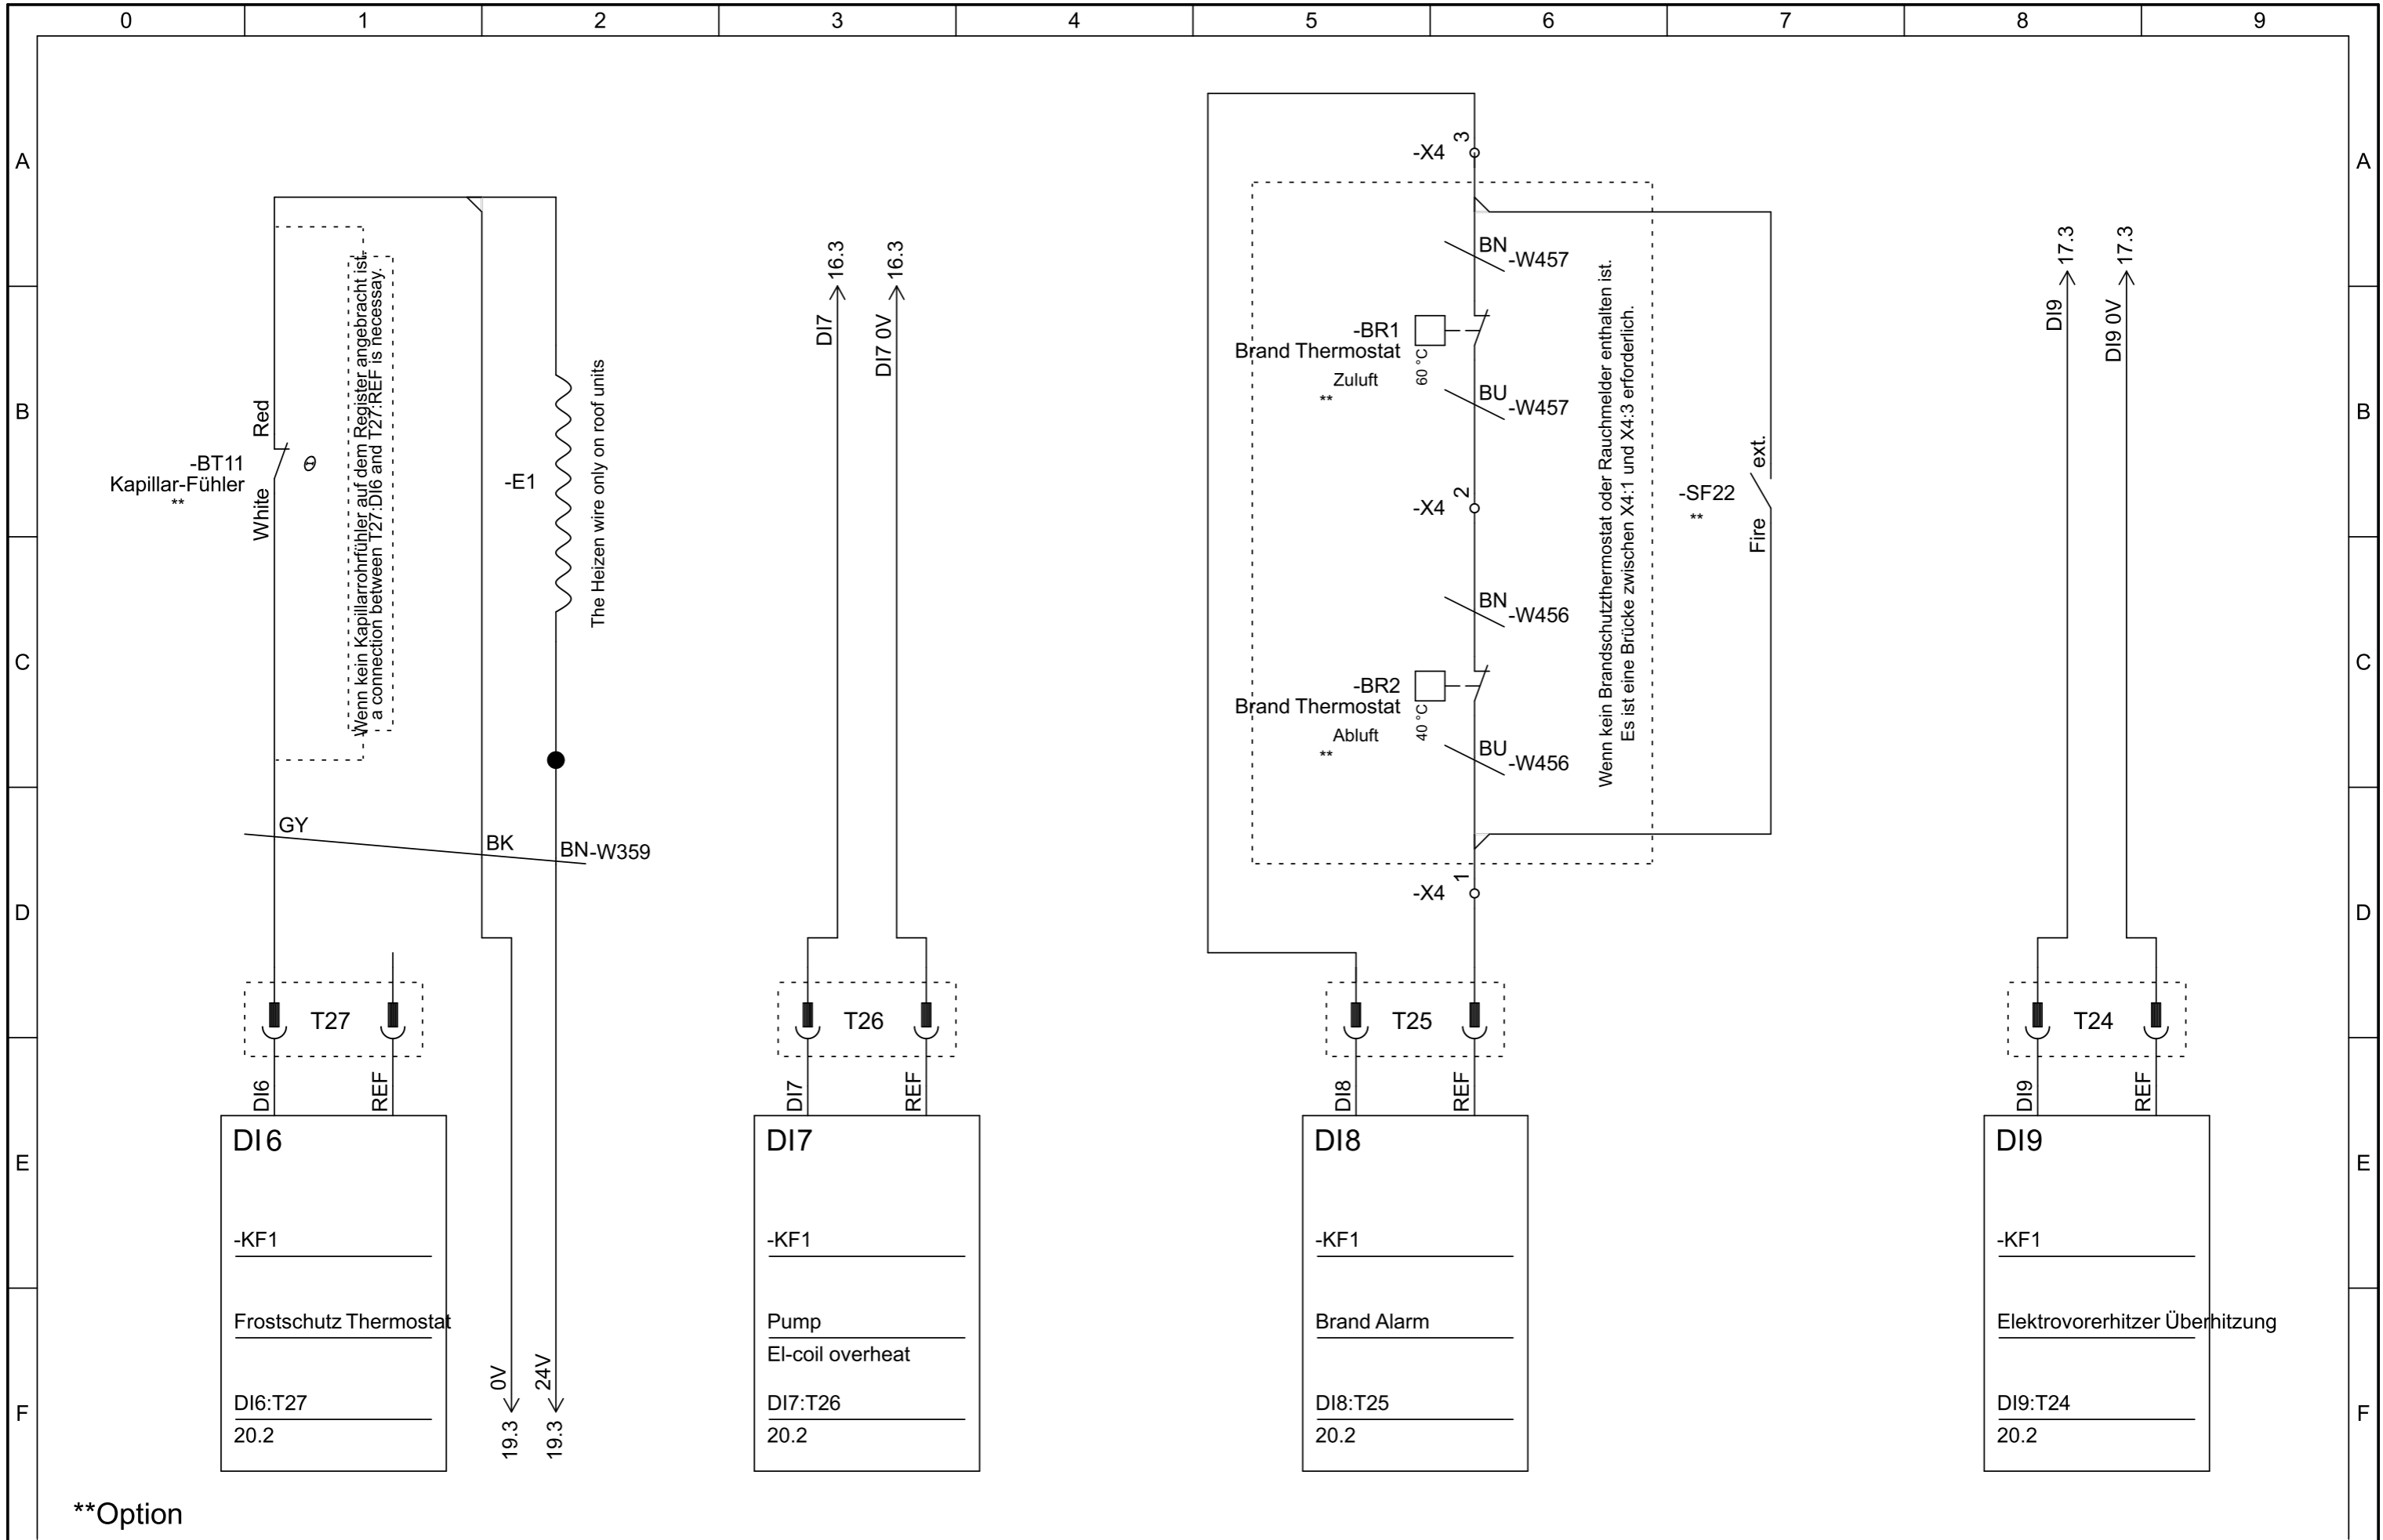 0 1 2 3 4 5 6 7 8 9
A
B
C
D
E
F
A
B
C
D
E
F
-BT11
Kapillar-Fühler
**
Red
White
θ
Wenn kein Kapillarrohrfühler auf dem Register angebracht ist.
a connection between T27:DI6 and T27:REF is necessay.
-E1
The Heizen wire only on roof units
GY
BK
BN
-W359
T27
DI6
REF
DI6
-KF1
Frostschutz Thermostat
DI6:T27
20.2
0V
19.3
24V
19.3
16.3
DI7
16.3
DI7 0V
T26
DI7
REF
DI7
-KF1
Pump
El-coil overheat
DI7:T26
20.2
-X4
3
BN
-W457
-BR1
Brand Thermostat
Zuluft
**
60 °C
BU
-W457
-X4
2
BN
-W456
-BR2
Brand Thermostat
Abluft
**
40 °C
BU
-W456
Wenn kein Brandschutzthermostat oder Rauchmelder enthalten ist.
Es ist eine Brücke zwischen X4:1 und X4:3 erforderlich.
-SF22
**
ext.
Fire
-X4
1
T25
DI8
REF
DI8
-KF1
Brand Alarm
DI8:T25
20.2
17.3
DI9
17.3
DI9 0V
T24
DI9
REF
DI9
-KF1
Elektrovorerhitzer Überhitzung
DI9:T24
20.2
**Option